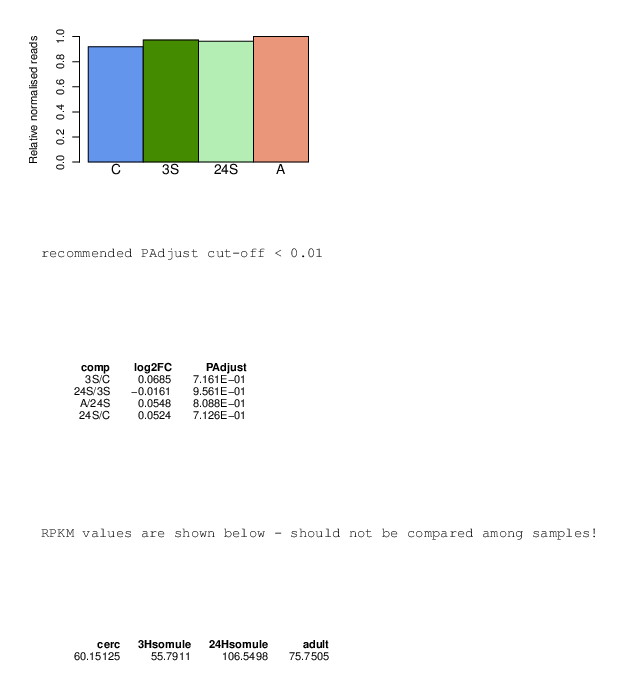 Relative normalised reads
1.0
0.8
0.6
0.4
0.2
0.0
C 3S 24S A
recommended PAdjust cut-off < 0.01
comp log2FC PAdjust
3S/C 0.0685 7.161E−01
24S/3S −0.0161 9.561E−01
A/24S 0.0548 8.088E−01
24S/C 0.0524 7.126E−01
RPKM values are shown below - should not be compared among samples!
cerc 3Hsomule 24Hsomule adult
60.15125 55.7911 106.5498 75.7505